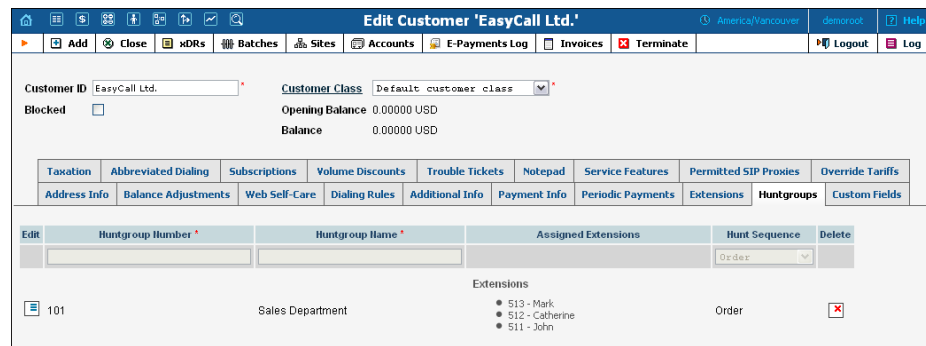 Edit Customer 'EasyCall Ltd.' America/Vancouver demoroot Help
Add Close xDRs Batches Sites Accounts E-Payments Log Invoices Terminate Logout Log
Customer ID EasyCall Ltd. * Customer Class Default customer class *
Blocked Opening Balance 0.00000 USD
Balance 0.00000 USD
Taxation Abbreviated Dialing Subscriptions Volume Discounts Trouble Tickets Notepad Service Features Permitted SIP Proxies Override Tariffs
Address Info Balance Adjustments Web Self-Care Dialing Rules Additional Info Payment Info Periodic Payments Extensions Huntgroups Custom Fields
Edit Huntgroup Number * Huntgroup Name * Assigned Extensions Hunt Sequence Delete
Order
Extensions
513 - Mark
101 Sales Department 512 - Catherine Order
511 - John